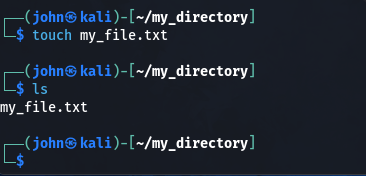 ┌──(john㉿kali)-[~/my_directory]
└─$ touch my_file.txt
┌──(john㉿kali)-[~/my_directory]
└─$ ls
my_file.txt
┌──(john㉿kali)-[~/my_directory]
└─$